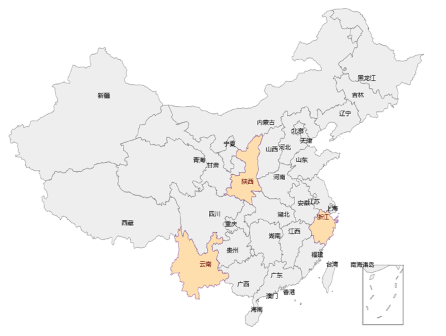 黑龙江
吉林
辽宁
新疆
内蒙古
北京
天津
宁夏
山西
河北
山东
青海
甘肃
陕西
河南
西藏
四川
重庆
湖北
安徽
江苏
上海
浙江
湖南
江西
贵州
云南
福建
台湾
南海诸岛
广西
广东
香港
澳门
海南